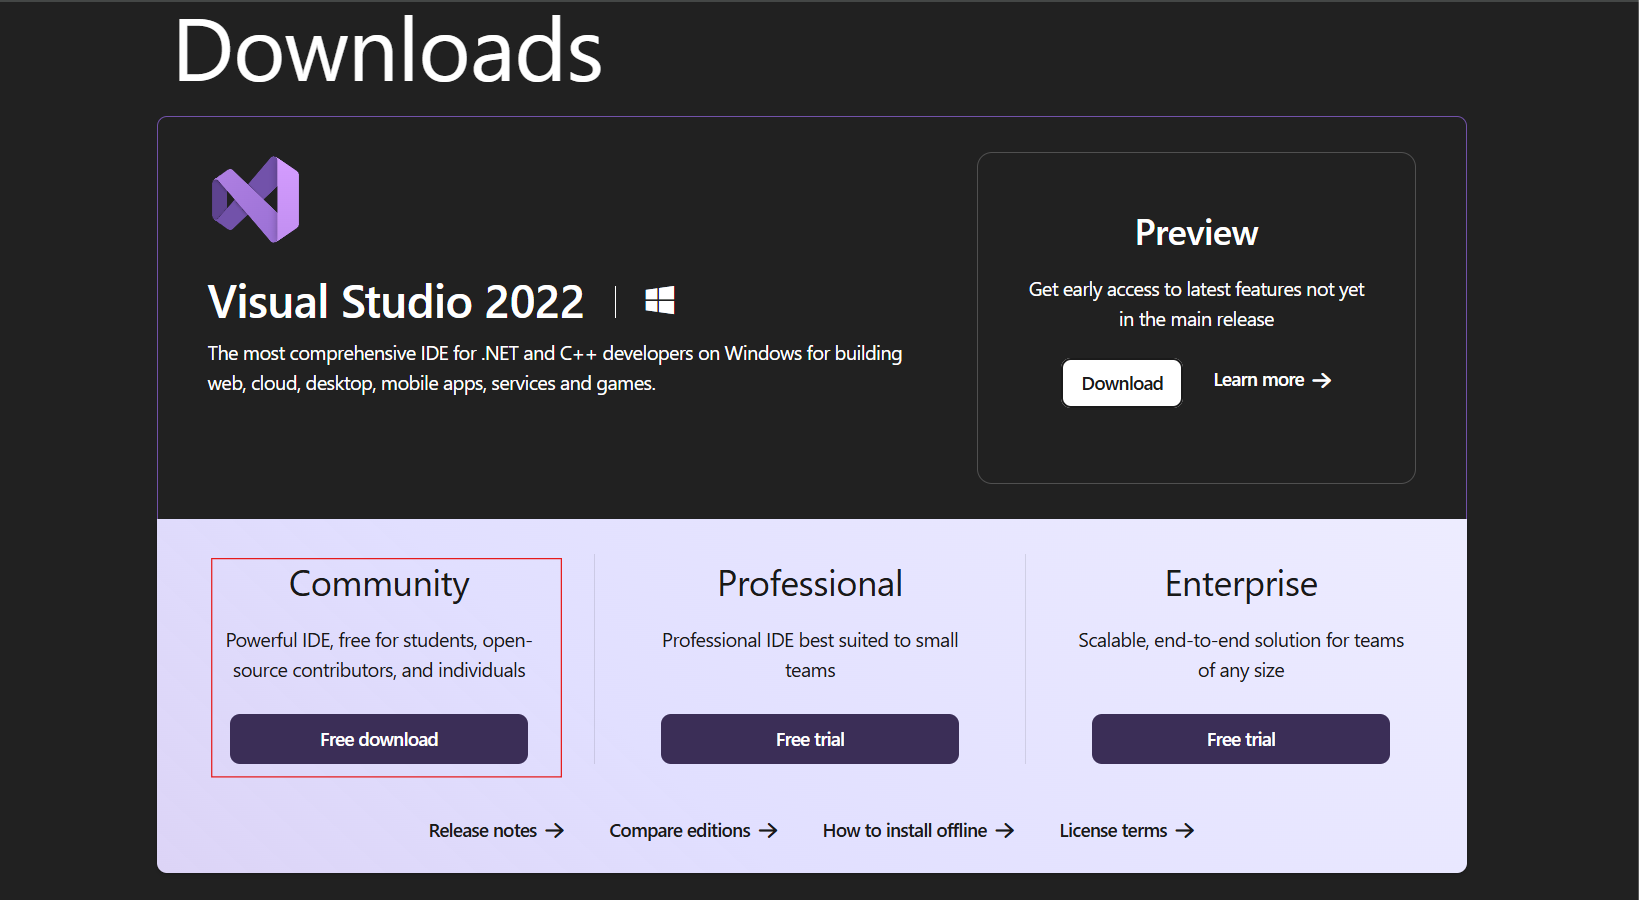 Downloads
Visual Studio 2022
The most comprehensive IDE for .NET and C++ developers on Windows for building
web, cloud, desktop, mobile apps, services and games.
Preview
Get early access to latest features not yet
in the main release
Download
Learn more →
Community
Powerful IDE, free for students, open-
source contributors, and individuals
Free download
Professional
Professional IDE best suited to small
teams
Free trial
Enterprise
Scalable, end-to-end solution for teams
of any size
Free trial
Release notes →
Compare editions →
How to install offline →
License terms →